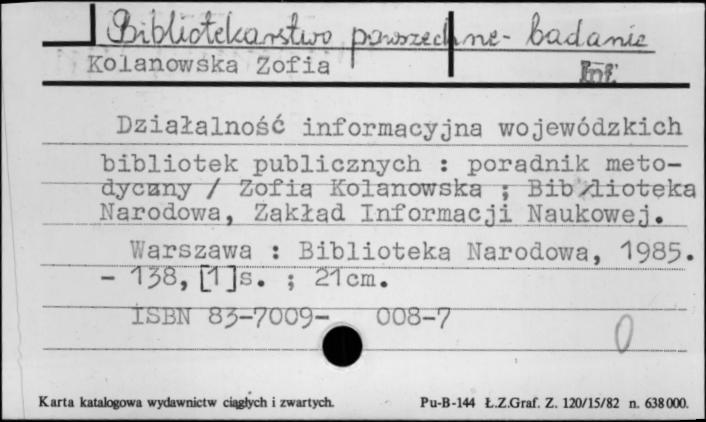 Bibliotekarstwo powszechne - badanie
Kolanowska Zofia Inf.
Działalność informacyjna wojewódzkich
bibliotek publicznych : poradnik meto-
dyczny / Zofia Kolanowska ; Biblioteka
Narodowa, Zakład Informacji Naukowej.
Warszawa : Biblioteka Narodowa, 1985.
- 138, [1]s. ; 21cm.
ISBN 83-7009- 008-7
0
Karta katalogowa wydawnictw ciągłych i zwartych. Pu-B-144 Ł.Z.Graf. Z. 120/15/82 n. 638000.